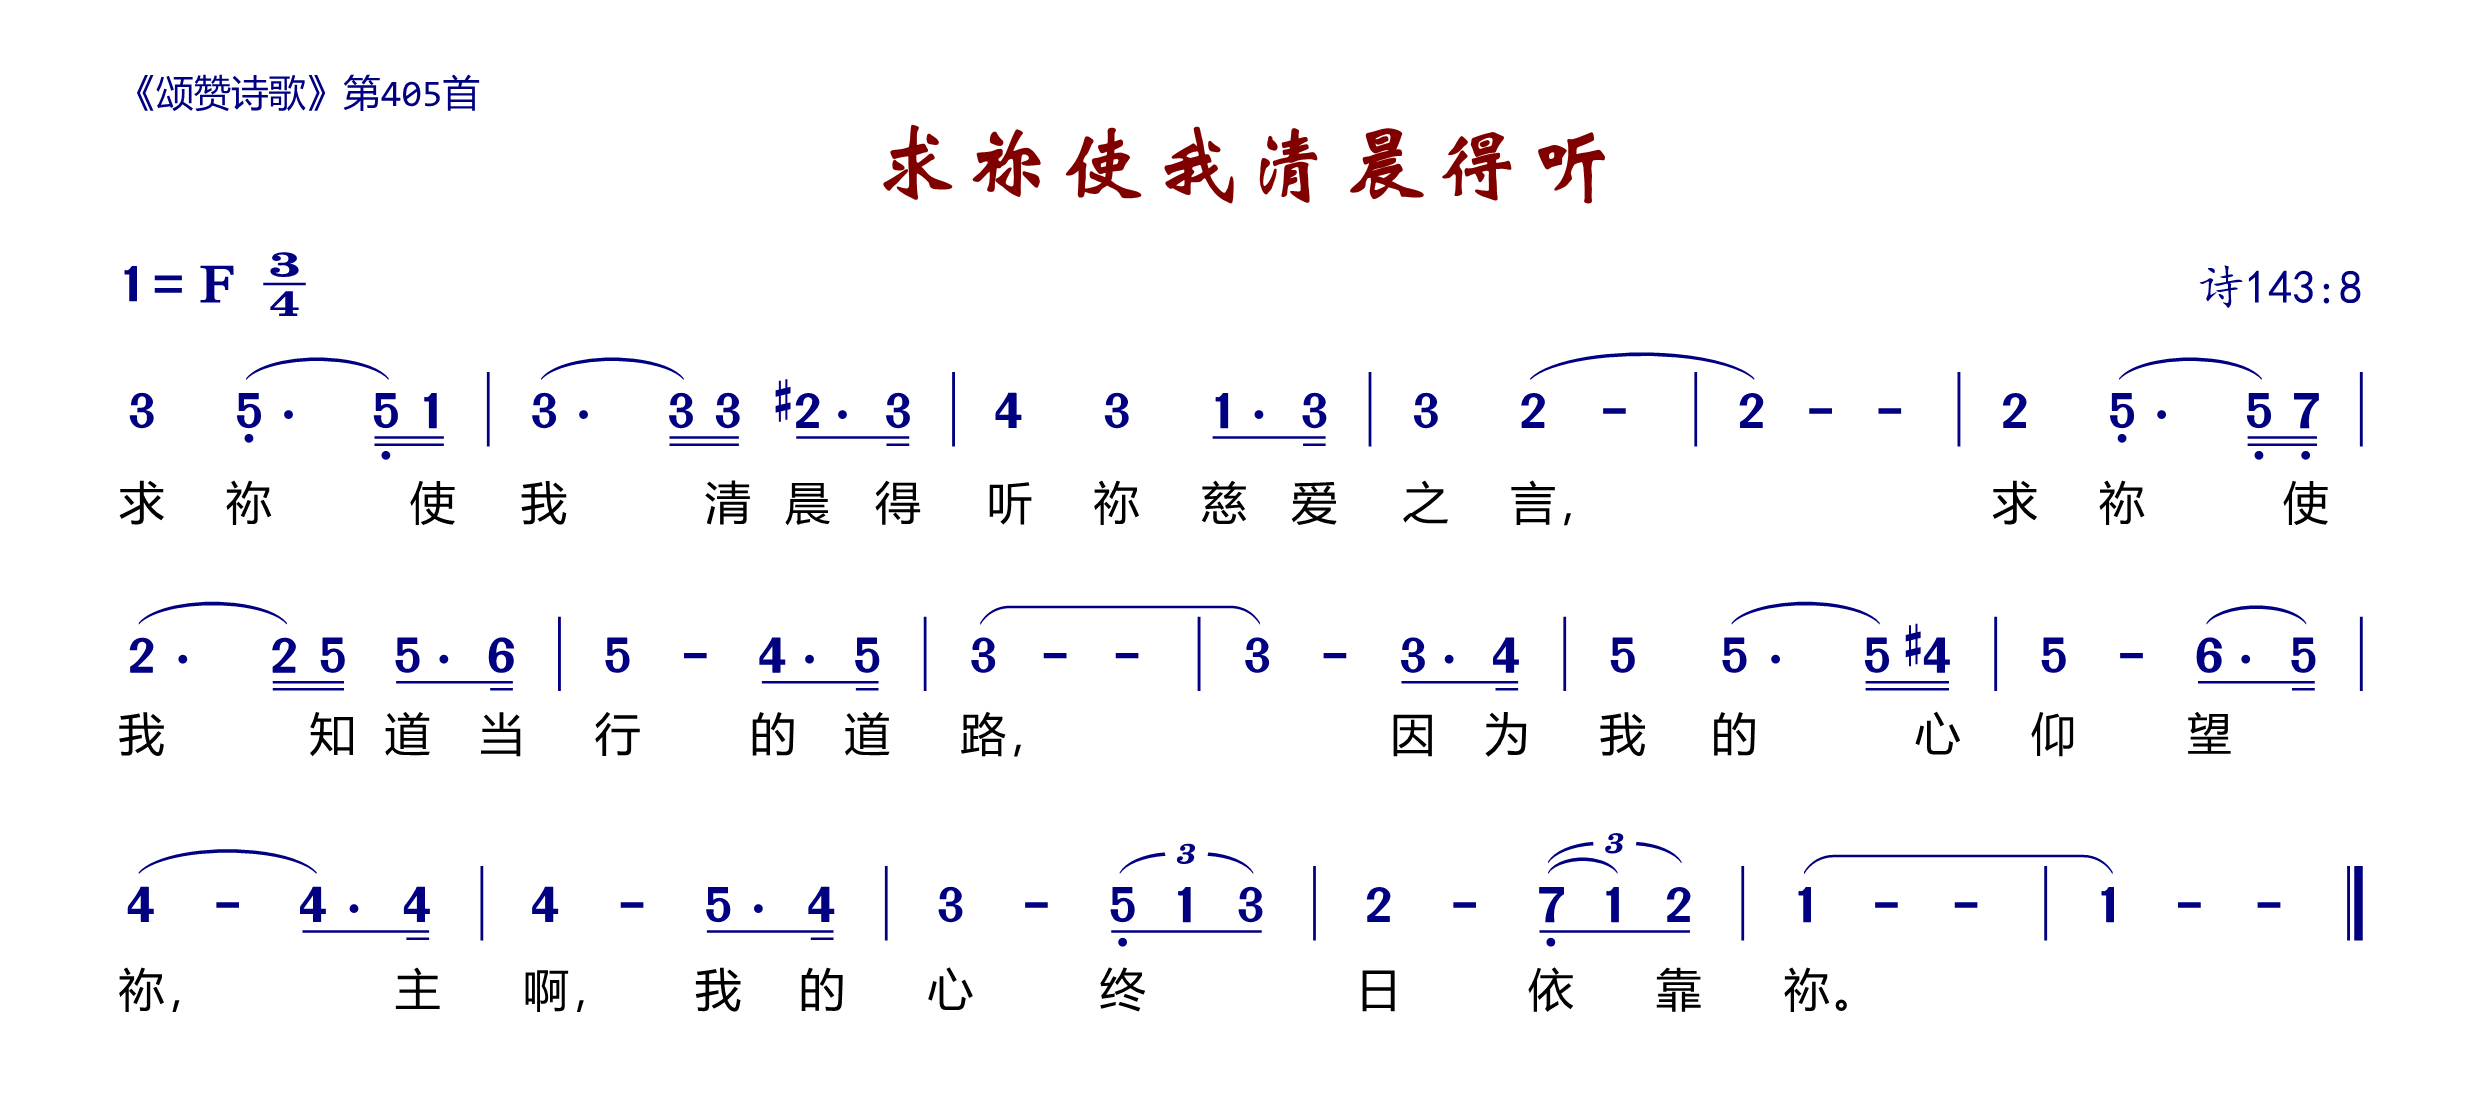 《颂赞诗歌》第405首
求祢使我清晨得听
1=F 3/4
诗143:8
3 5· 5 1 | 3· 3 3 #2· 3 | 4 3 1· 3 | 3 2 - | 2 - - | 2 5· 5 7 |
求 祢 使 我 清 晨 得 听 祢 慈 爱 之 言, 求 祢 使
2· 2 5 5· 6 | 5 - 4· 5 | 3 - - | 3 - 3· 4 | 5 5· 5 #4 | 5 - 6· 5 |
我 知 道 当 行 的 道 路, 因 为 我 的 心 仰 望
3 3
4 - 4· 4 | 4 - 5· 4 | 3 - 5 1 3 | 2 - 7 1 2 | 1 - - | 1 - - ‖
祢, 主 啊, 我 的 心 终 日 依 靠 祢。